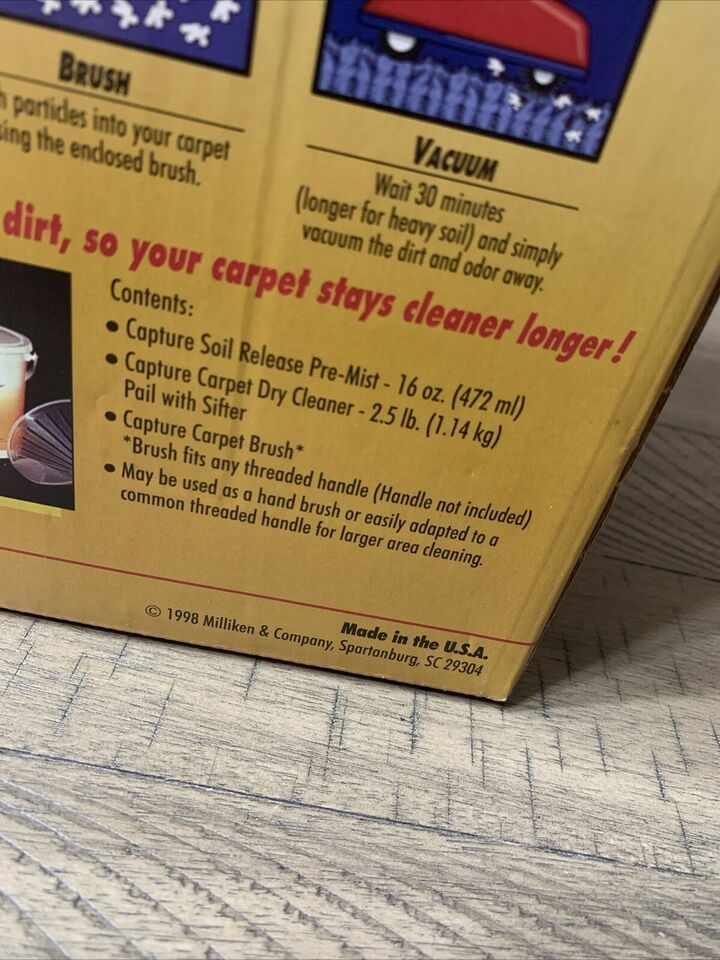 BRUSH
particles into your carpet
the enclosed brush.
VACUUM
Wait 30 minutes
(longer for heavy soil) and simply
vacuum the dirt and odor away.
dirt, so your carpet stays cleaner longer!
Contents:
• Capture Soil Release Pre-Mist - 16 oz. (472 ml)
• Capture Carpet Dry Cleaner - 2.5 lb. (1.14 kg)
Pail with Sifter
• Capture Carpet Brush*
*Brush fits any threaded handle (Handle not included)
• May be used as a hand brush or easily adapted to a
common threaded handle for larger area cleaning.
Made in the U.S.A.
© 1998 Milliken & Company, Spartanburg, SC 29304